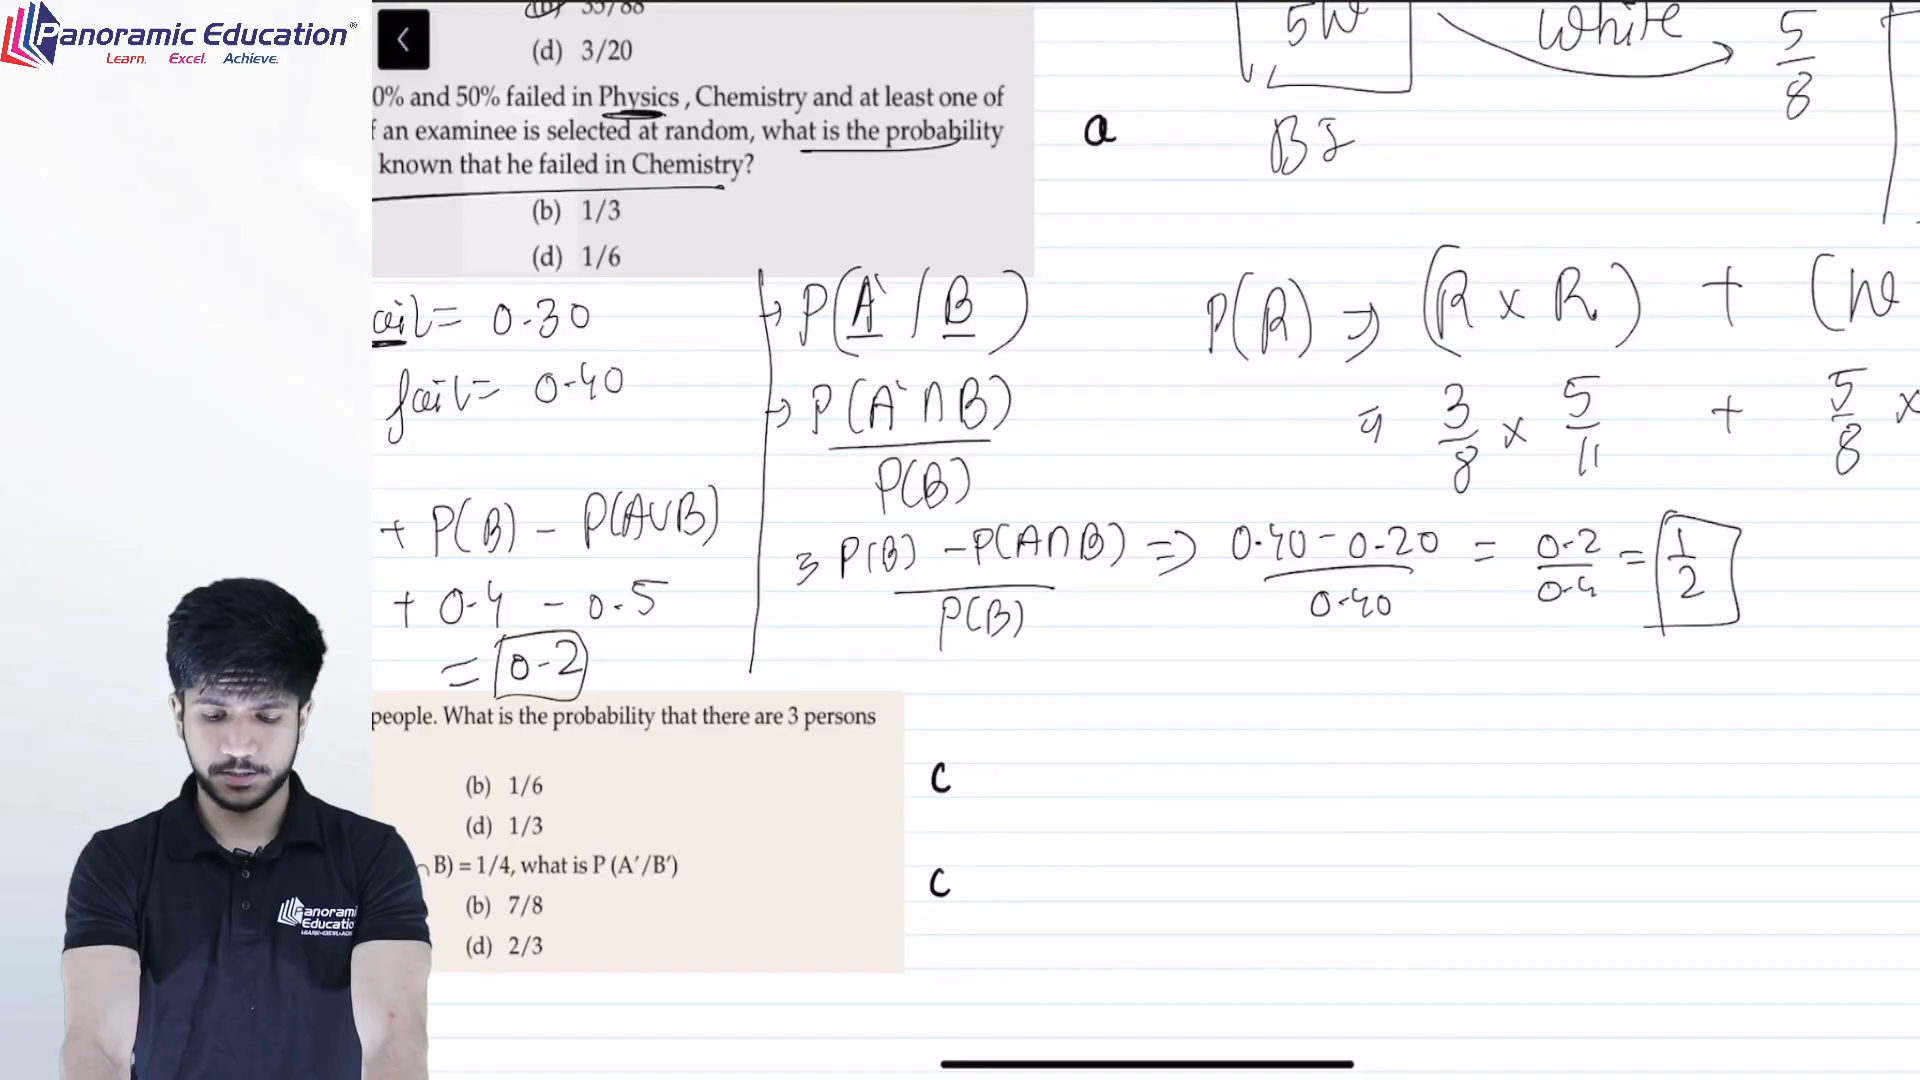 Panoramic Education®
Learn. Excel. Achieve.
(d) 3/20
0% and 50% failed in Physics , Chemistry and at least one of
an examinee is selected at random, what is the probability
known that he failed in Chemistry?
(b) 1/3
(d) 1/6
a
5W
White
5/8
ail = 0.30
fail = 0.40
+ P(B) - P(A∪B)
+ 0.4 - 0.5
= 0.2
P(A' / B)
P(A' ∩ B)
P(B)
P(B) - P(A∩B) ⇒ 0.40 - 0.20 = 0.2 = 1
P(B) 0.40 0.4 2
P(R) ⇒ (R × R) + (W
3/8 × 5/11 + 5/8 ×
people. What is the probability that there are 3 persons
(b) 1/6
(d) 1/3
c
B) = 1/4, what is P (A′/B′)
(b) 7/8
(d) 2/3
c
Panorami
Educatio